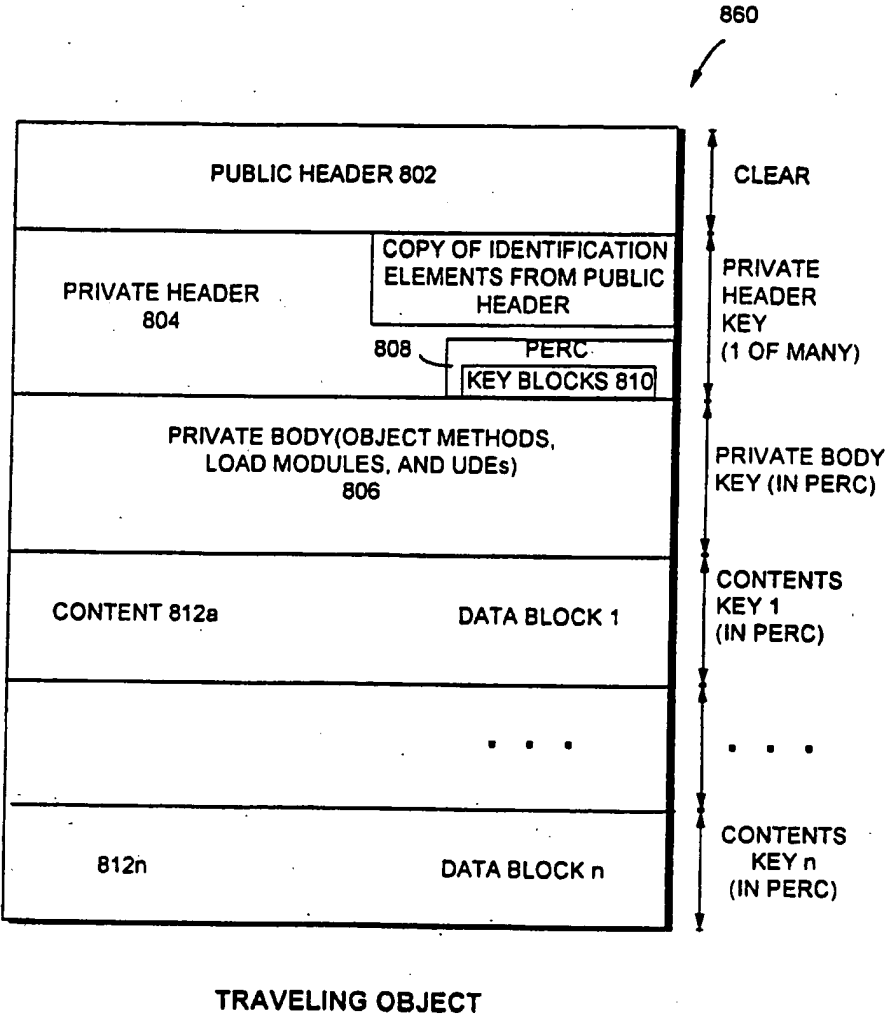 860
PUBLIC HEADER 802
CLEAR
COPY OF IDENTIFICATION
ELEMENTS FROM PUBLIC
HEADER
PRIVATE HEADER
804
808
PERC
KEY BLOCKS 810
PRIVATE
HEADER
KEY
(1 OF MANY)
PRIVATE BODY(OBJECT METHODS,
LOAD MODULES, AND UDEs)
806
PRIVATE BODY
KEY (IN PERC)
CONTENT 812a
DATA BLOCK 1
CONTENTS
KEY 1
(IN PERC)
. . .
. . .
812n
DATA BLOCK n
CONTENTS
KEY n
(IN PERC)
TRAVELING OBJECT